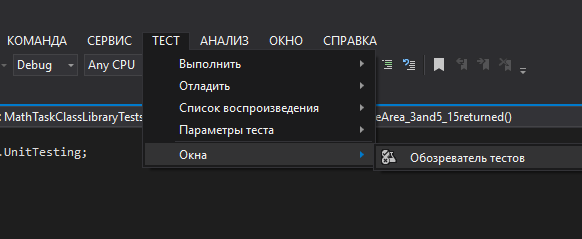 КОМАНДА СЕРВИС ТЕСТ АНАЛИЗ ОКНО СПРАВКА
Debug Any CPU
Выполнить
Отладить
Список воспроизведения
MathTaskClassLibraryTests eArea_3and5_15returned()
Параметры теста
.UnitTesting;
Окна
Обозреватель тестов